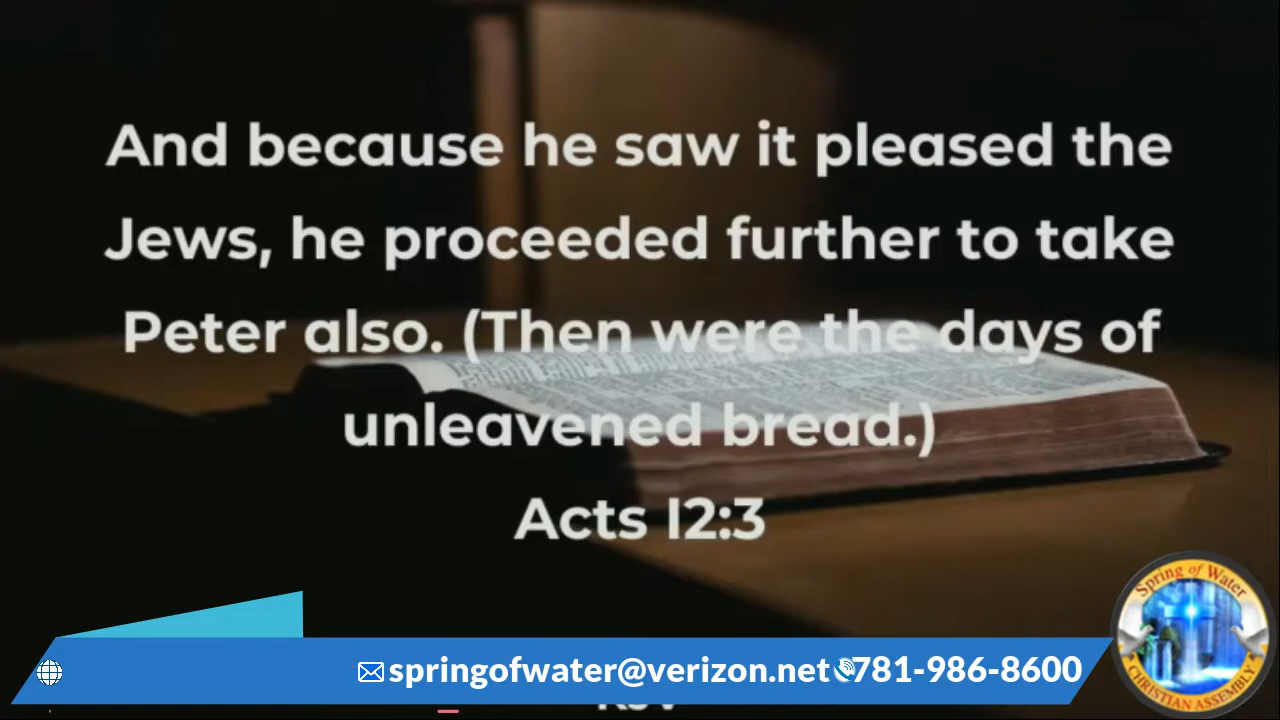 And because he saw it pleased the
Jews, he proceeded further to take
Peter also. (Then were the days of
unleavened bread.)
Acts I2:3
springofwater@verizon.net 781-986-8600
Spring of Water
CHRISTIAN ASSEMBLY